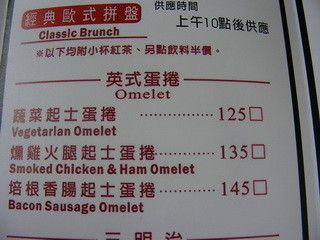 經典歐式拼盤 供應時間
Classic Brunch 上午10點後供應
※以下均附小杯紅茶、另點飲料半價。
英式蛋捲
Omelet
蔬菜起士蛋捲 ················ 125□
Vegetarian Omelet
燻雞火腿起士蛋捲·············· 135□
Smoked Chicken & Ham Omelet
培根香腸起士蛋捲·············· 145□
Bacon Sausage Omelet
三明治